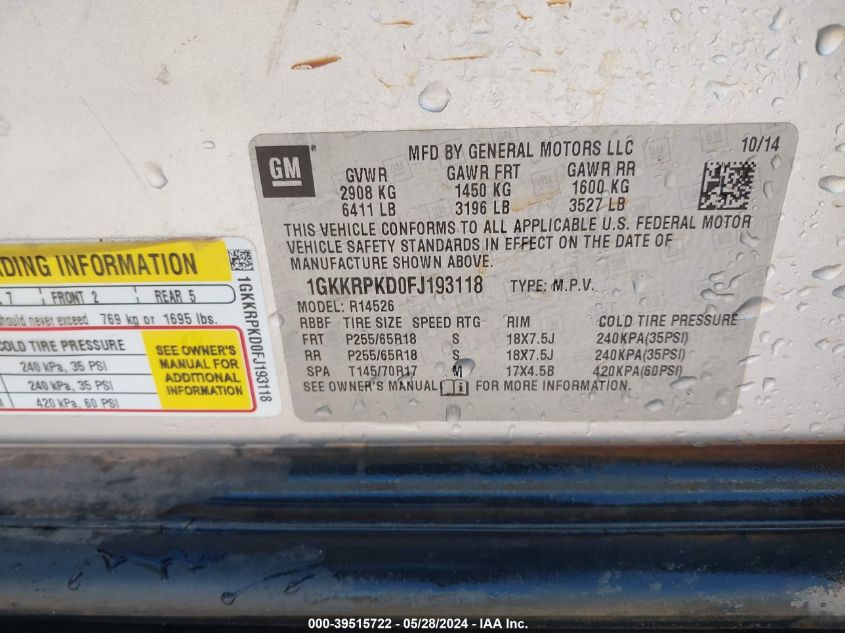 GM
MFD BY GENERAL MOTORS LLC 10/14
GVWR GAWR FRT GAWR RR
2908 KG 1450 KG 1600 KG
6411 LB 3196 LB 3527 LB
THIS VEHICLE CONFORMS TO ALL APPLICABLE U.S. FEDERAL MOTOR
VEHICLE SAFETY STANDARDS IN EFFECT ON THE DATE OF
MANUFACTURE SHOWN ABOVE.
1GKKRPKD0FJ193118 TYPE: M.P.V.
MODEL: R14526
RBBF TIRE SIZE SPEED RTG RIM COLD TIRE PRESSURE
FRT P255/65R18 S 18X7.5J 240KPA(35PSI)
RR P255/65R18 S 18X7.5J 240KPA(35PSI)
SPA T145/70R17 M 17X4.5B 420KPA(60PSI)
SEE OWNER'S MANUAL FOR MORE INFORMATION.
DING INFORMATION
7 FRONT 2 REAR 5
should never exceed 769 kg or 1695 lbs.
COLD TIRE PRESSURE
240 kPa, 35 PSI
240 kPa, 35 PSI
420 kPa, 60 PSI
SEE OWNER'S
MANUAL FOR
ADDITIONAL
INFORMATION
1GKKRPKD0FJ193118
000-39515722 - 05/28/2024 - IAA Inc.